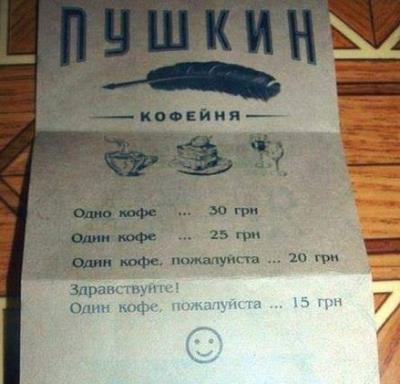 ПУШКИН
КОФЕЙНЯ
Одно кофе ... 30 грн
Один кофе ... 25 грн
Один кофе, пожалуйста ... 20 грн
Здравствуйте!
Один кофе, пожалуйста ... 15 грн